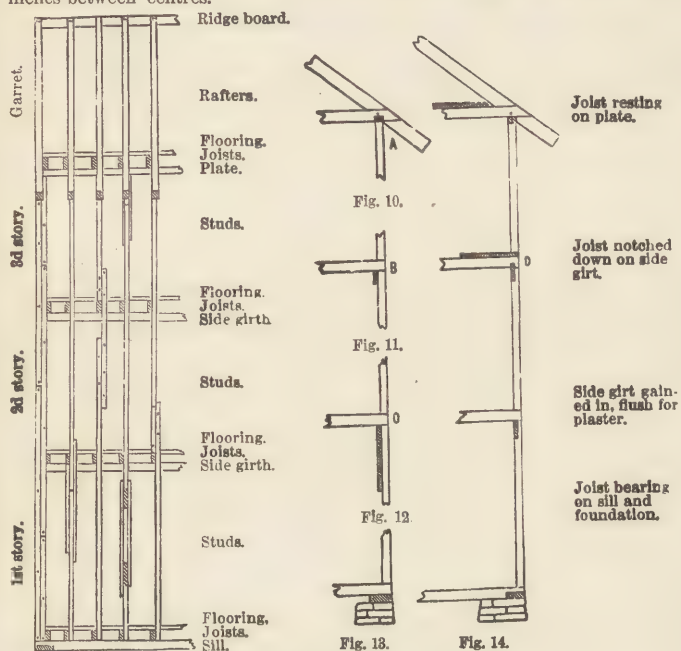 inches between centres.
Ridge board.
Garret.
Rafters.
Flooring.
Joists.
Plate.
3d story.
Studs.
Flooring.
Joists.
Side girth
2d story.
Studs.
Flooring.
Joists.
Side girth.
1st story.
Studs.
Flooring,
Joists.
Sill.
A
Fig. 10.
B
Fig. 11.
C
Fig. 12
Fig. 13.
D
Fig. 14.
Joist resting
on plate.
Joist notched
down on side
girt.
Side girt gain-
ed in, flush for
plaster.
Joist bearing
on sill and
foundation.